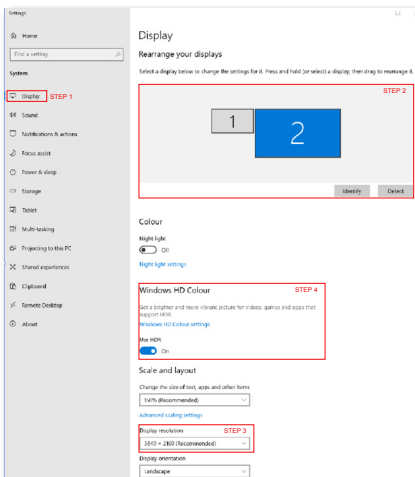 Settings
Home
Find a setting
System
Display STEP 1
Sound
Notifications & actions
Focus assist
Power & sleep
Storage
Tablet
Multi-tasking
Projecting to this PC
Shared experiences
Clipboard
Remote Desktop
About
Display
Rearrange your displays
Select a display below to change the settings for it. Press and hold (or select) a display, then drag to rearrange it.
STEP 2
1
2
Identify Detect
Colour
Night light
Off
Night light settings
Windows HD Colour STEP 4
Get a brighter and more vibrant picture for videos, games and apps that
support HDR.
Windows HD Colour settings
Use HDR
On
Scale and layout
Change the size of text, apps and other items
150% (Recommended)
Advanced scaling settings
Display resolution STEP 3
3840 × 2160 (Recommended)
Display orientation
Landscape